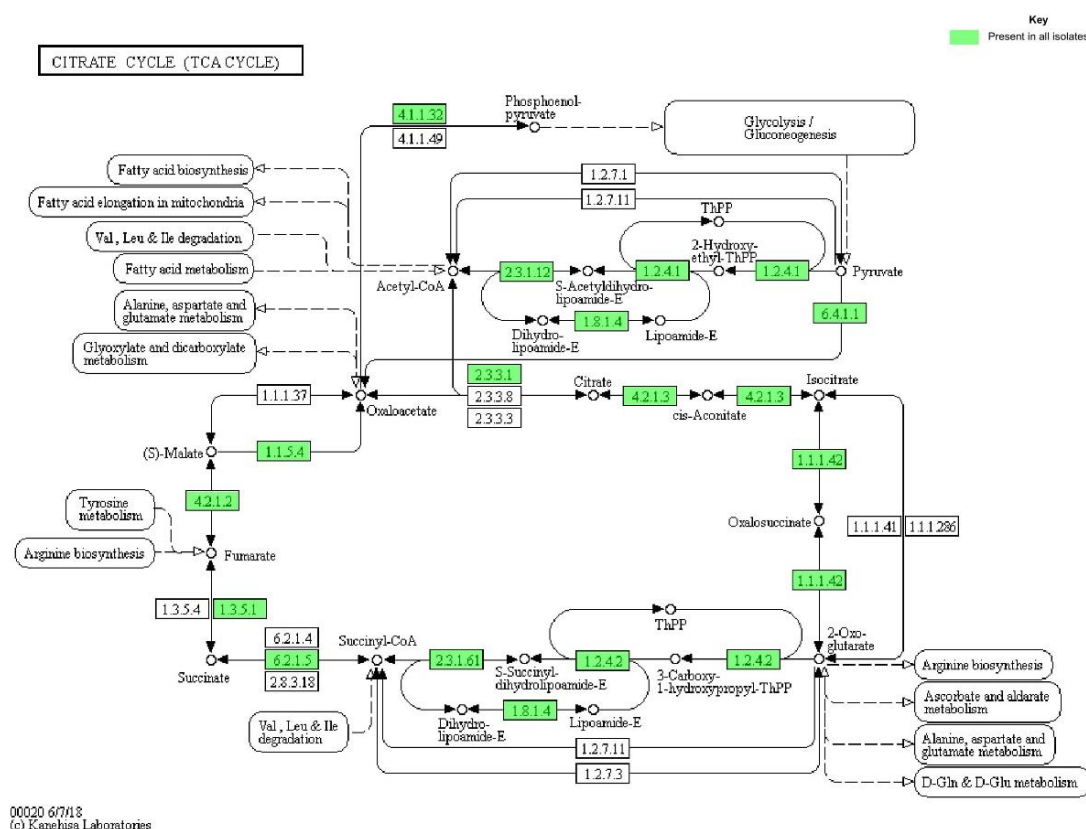 Key
Present in all isolates
CITRATE CYCLE (TCA CYCLE)
Phosphoenol-
pyruvate
4.1.1.32
4.1.1.49
Glycolysis /
Gluconeogenesis
Fatty acid biosynthesis
Fatty acid elongation in mitochondria
Val, Leu & Ile degradation
Fatty acid metabolism
Alanine, aspartate and
glutamate metabolism
Glyoxylate and dicarboxylate
metabolism
1.2.7.1
1.2.7.11
ThPP
2-Hydroxy-
ethyl-ThPP
Acetyl-CoA
2.3.1.12
S-Acetyldihydro-
lipoamide-E
1.2.4.1
1.2.4.1
Pyruvate
Dihydro-
lipoamide-E
1.8.1.4
Lipoamide-E
6.4.1.1
1.1.1.37
Oxaloacetate
2.3.3.1
2.3.3.8
2.3.3.3
Citrate
4.2.1.3
cis-Aconitate
4.2.1.3
Isocitrate
(S)-Malate
1.1.5.4
4.2.1.2
1.1.1.42
Tyrosine
metabolism
Arginine biosynthesis
Fumarate
Oxalosuccinate
1.1.1.41
1.1.1.286
1.1.1.42
1.3.5.4
1.3.5.1
Succinate
6.2.1.4
6.2.1.5
2.8.3.18
Succinyl-CoA
2.3.1.61
S-Succinyl-
dihydrolipoamide-E
1.2.4.2
ThPP
3-Carboxy-
1-hydroxypropyl-ThPP
1.2.4.2
2-Oxo-
glutarate
Dihydro-
lipoamide-E
1.8.1.4
Lipoamide-E
Val, Leu & Ile
degradation
1.2.7.11
1.2.7.3
Arginine biosynthesis
Ascorbate and aldarate
metabolism
Alanine, aspartate and
glutamate metabolism
D-Gln & D-Glu metabolism
00020 6/7/18
(c) Kanehisa Laboratories